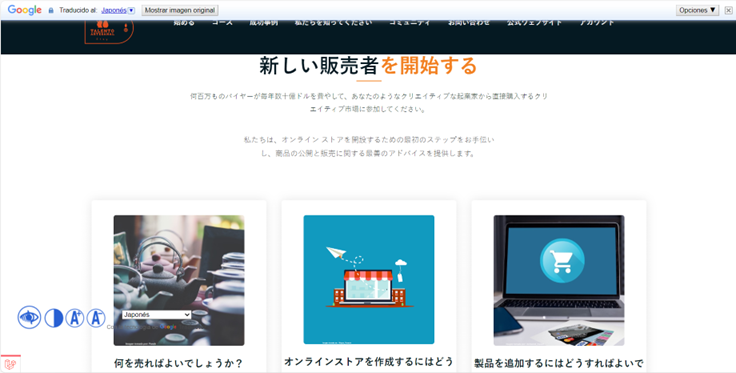 Google Traducido al: Japonés Mostrar imagen original Opciones ▼
TALENTO
始める コース 成功事例 私たちを知ってください コミュニティ お問い合わせ 公式ウェブサイト アカウント
新しい販売者を開始する
何百万ものバイヤーが毎年数十億ドルを費やして、あなたのようなクリエイティブな起業家から直接購入するクリ
エイティブ市場に参加してください。
私たちは、オンライン ストアを開設するための最初のステップをお手伝い
し、商品の公開と販売に関する最善のアドバイスを提供します。
Japonés
A+
A-
何を売ればよいでしょうか？
オンラインストアを作成するにはどう
製品を追加するにはどうすればよいで